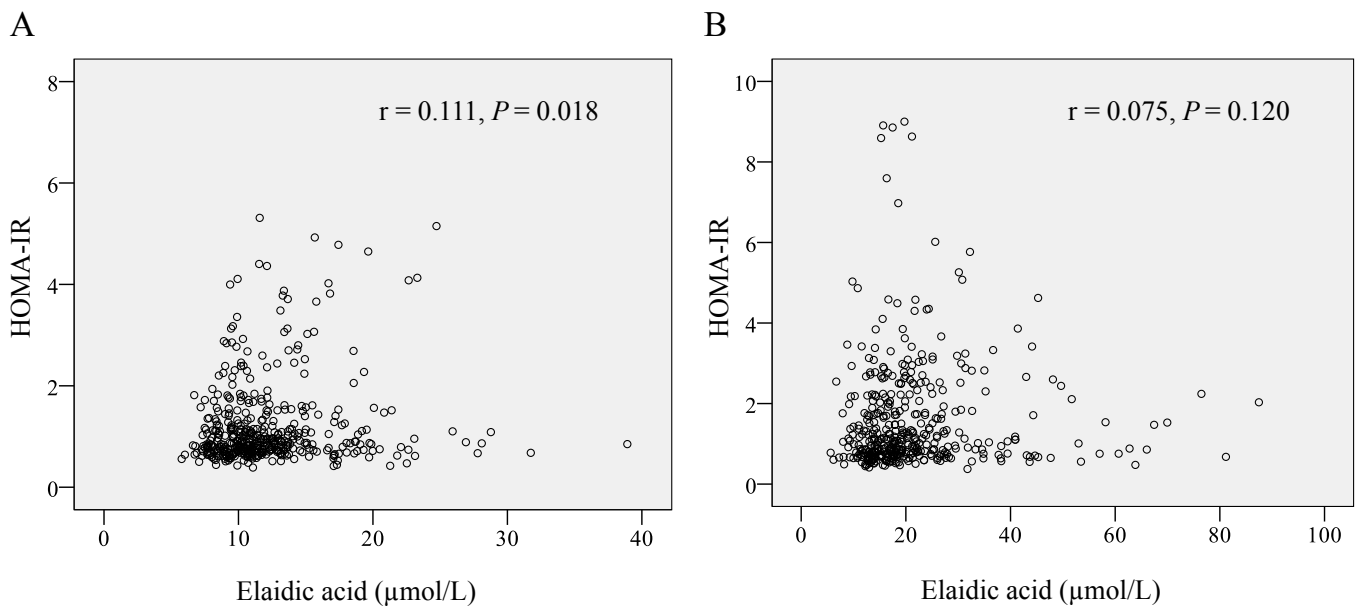 A
B
r = 0.111, P = 0.018
HOMA-IR
8
6
4
2
0
0 10 20 30 40
Elaidic acid (µmol/L)
r = 0.075, P = 0.120
HOMA-IR
10
8
6
4
2
0
0 20 40 60 80 100
Elaidic acid (µmol/L)